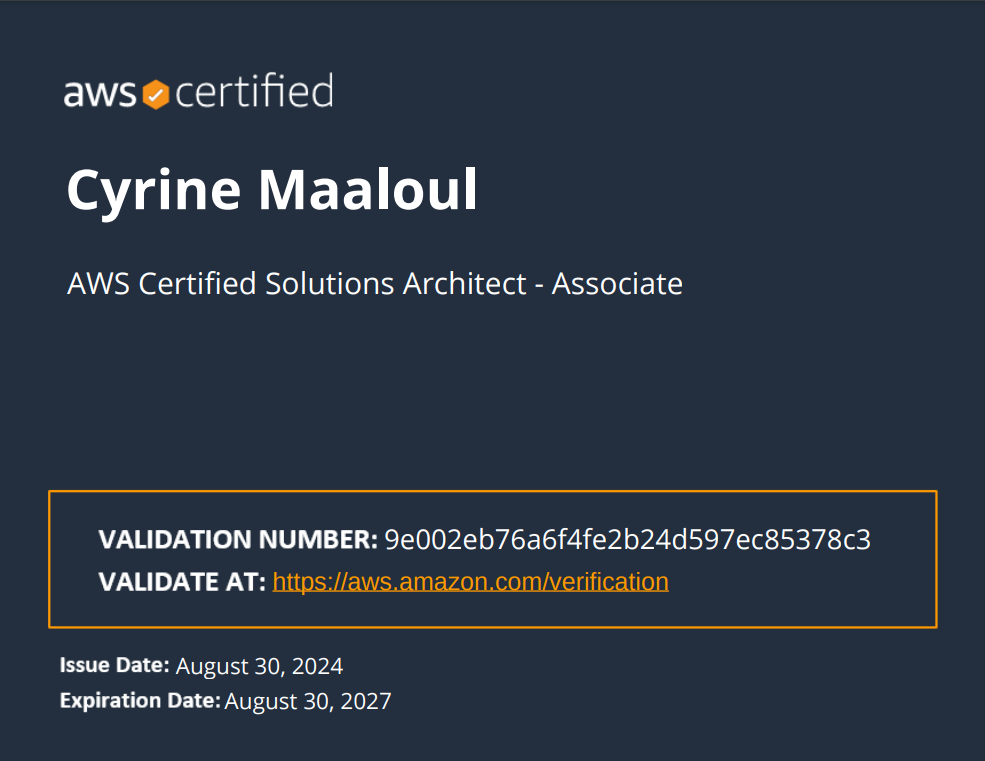 aws certified
Cyrine Maaloul
AWS Certified Solutions Architect - Associate
VALIDATION NUMBER: 9e002eb76a6f4fe2b24d597ec85378c3
VALIDATE AT: https://aws.amazon.com/verification
Issue Date: August 30, 2024
Expiration Date: August 30, 2027